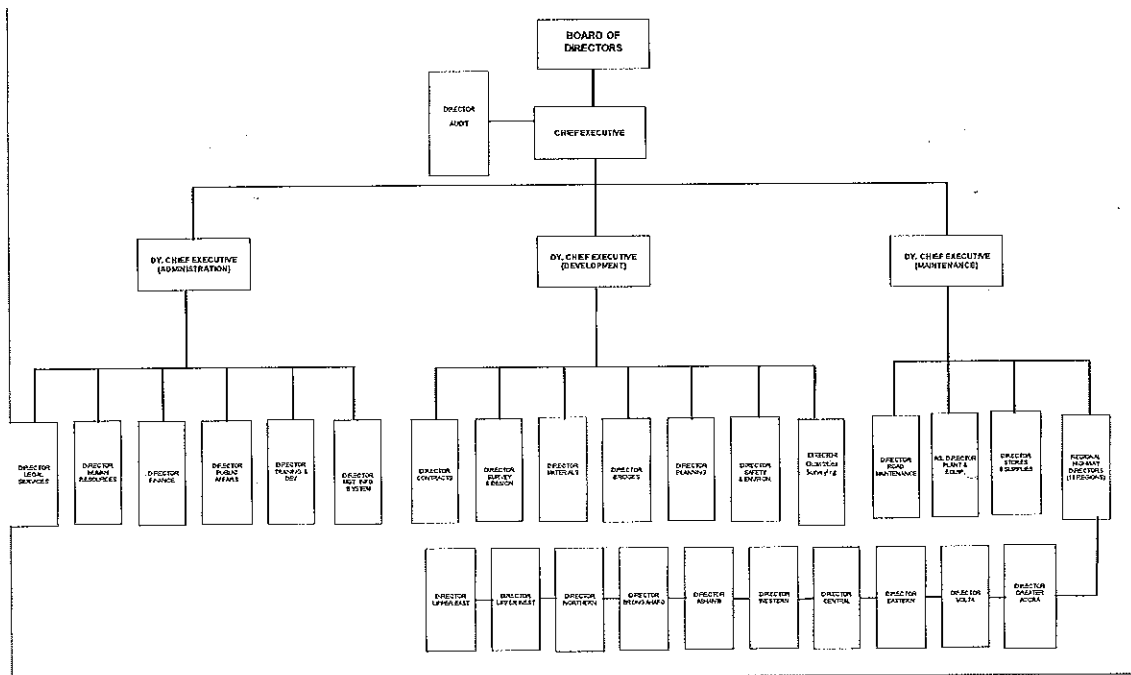 BOARD OF
DIRECTORS
DIRECTOR
AUDIT
CHIEF EXECUTIVE
DY. CHIEF EXECUTIVE
(ADMINISTRATION)
DY. CHIEF EXECUTIVE
(DEVELOPMENT)
DY. CHIEF EXECUTIVE
(MAINTENANCE)
DIRECTOR
LEGAL
SERVICES
DIRECTOR
HUMAN
RESOURCES
DIRECTOR
FINANCE
DIRECTOR
PUBLIC
AFFAIRS
DIRECTOR
TRAINING &
DEV
DIRECTOR
MGT INFO
SYSTEM
DIRECTOR
CONTRACTS
DIRECTOR
SURVEY
& DESIGN
DIRECTOR
MATERIALS
DIRECTOR
BRIDGES
DIRECTOR
PLANNING
DIRECTOR
SAFETY
& ENVIRON.
DIRECTOR
Quantities
Surveying
DIRECTOR
ROAD
MAINTENANCE
DIRECTOR
PLANT &
EQUIP.
DIRECTOR
STORES
& SUPPLIES
REGIONAL
HIGHWAY
DIRECTORS
REGIONS)
DIRECTOR
UPPER EAST
DIRECTOR
UPPER WEST
DIRECTOR
NORTHERN
DIRECTOR
BRONG AHAFO
DIRECTOR
ASHANTI
DIRECTOR
WESTERN
DIRECTOR
CENTRAL
DIRECTOR
EASTERN
DIRECTOR
VOLTA
DIRECTOR
GREATER
ACCRA